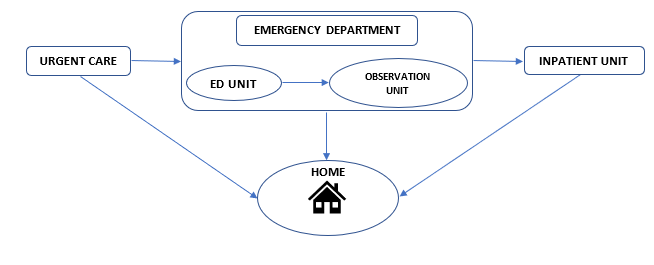 EMERGENCY DEPARTMENT
URGENT CARE
INPATIENT UNIT
ED UNIT
OBSERVATION
UNIT
HOME